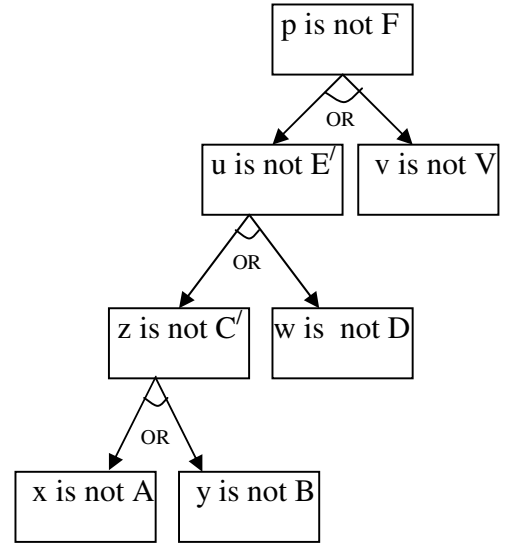 p is not F
OR
u is not E/
v is not V
OR
z is not C/
w is not D
OR
x is not A
y is not B